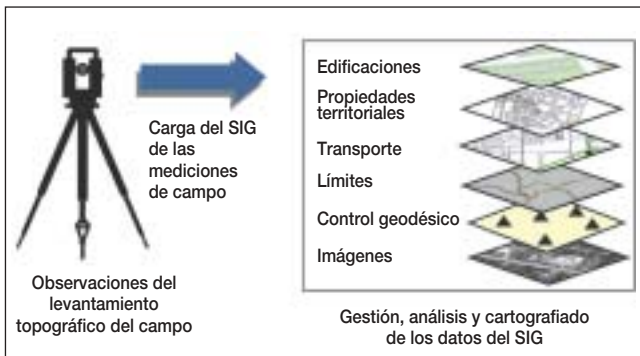 Carga del SIG
de las
mediciones
de campo
Observaciones del
levantamiento
topográfico del campo
Edificaciones
Propiedades
territoriales
Transporte
Límites
Control geodésico
Imágenes
Gestión, análisis y cartografiado
de los datos del SIG